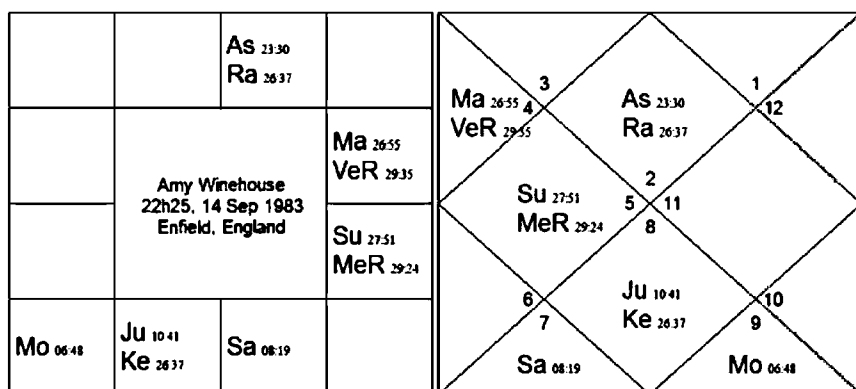 As 23:30
Ra 26:37
Ma 26:55
VeR 29:35
Amy Winehouse
22h25, 14 Sep 1983
Enfield, England
Su 27:51
MeR 29:24
Mo 06:48
Ju 10:41
Ke 26:37
Sa 08:19
3
1
Ma 26:55
4
As 23:30
12
VeR 29:35
Ra 26:37
2
Su 27:51
5
11
MeR 29:24
8
6
Ju 10:41
10
7
Ke 26:37
9
Sa 08:19
Mo 06:48